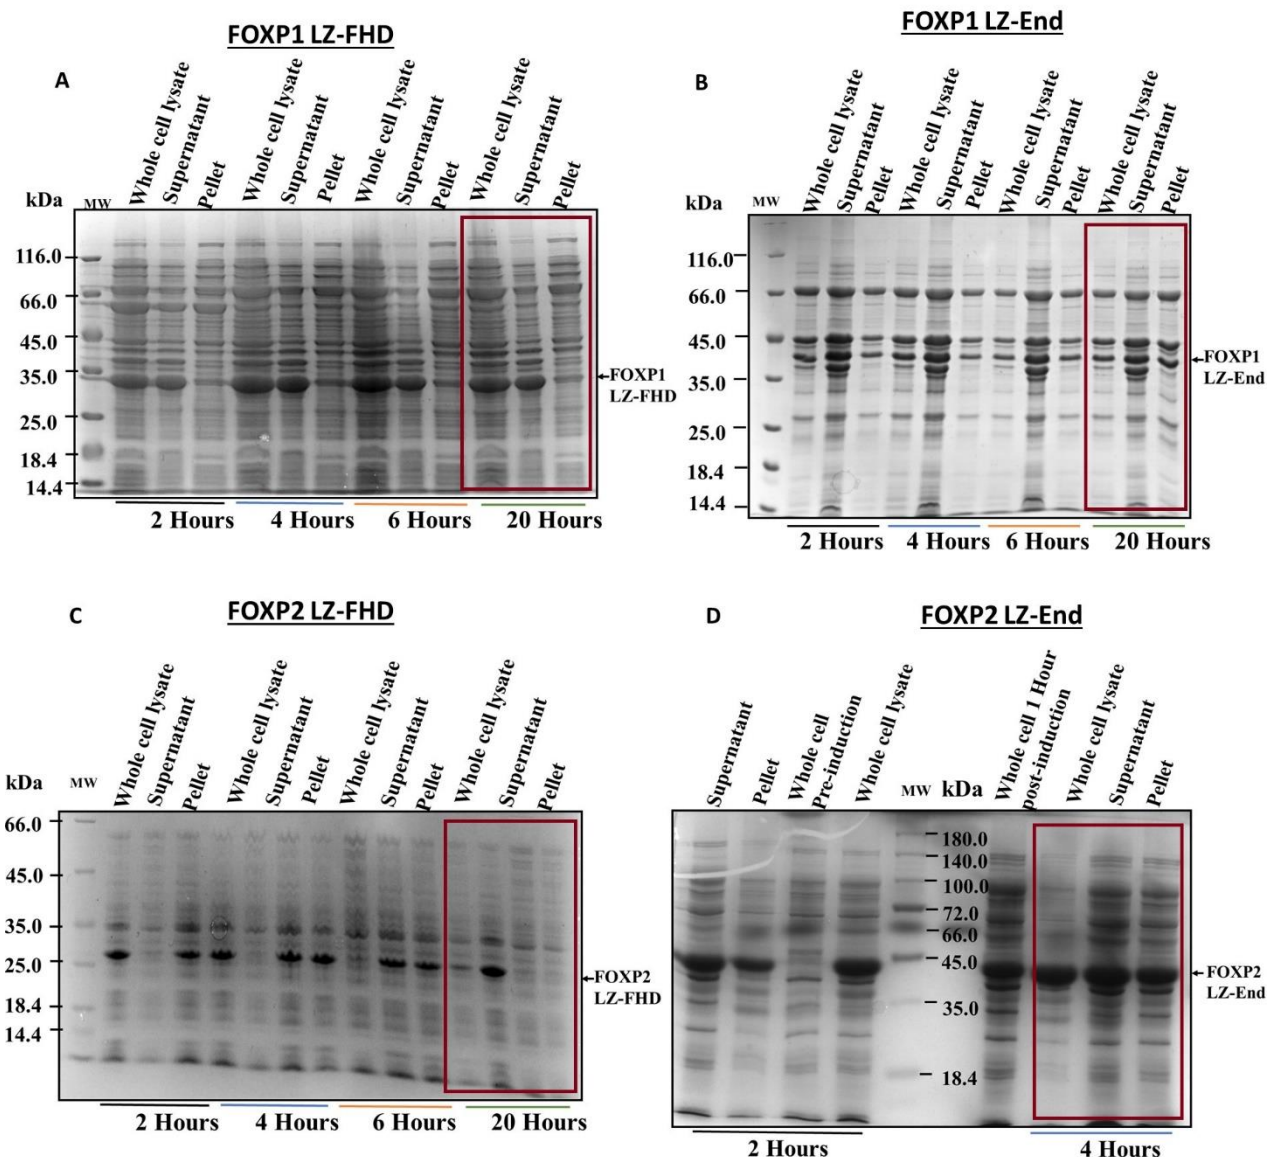 FOXP1 LZ-FHD
A
Whole cell lysate
Supernatant
Pellet
Whole cell lysate
Supernatant
Pellet
Whole cell lysate
Supernatant
Pellet
Whole cell lysate
Supernatant
Pellet
kDa
MW
116.0
66.0
45.0
35.0
25.0
18.4
14.4
FOXP1
LZ-FHD
2 Hours
4 Hours
6 Hours
20 Hours
FOXP1 LZ-End
B
Whole cell lysate
Supernatant
Pellet
Whole cell lysate
Supernatant
Pellet
Whole cell lysate
Supernatant
Pellet
Whole cell lysate
Supernatant
Pellet
kDa
MW
116.0
66.0
45.0
35.0
25.0
18.4
14.4
FOXP1
LZ-End
2 Hours
4 Hours
6 Hours
20 Hours
FOXP2 LZ-FHD
C
Whole cell lysate
Supernatant
Pellet
Whole cell lysate
Supernatant
Pellet
Whole cell lysate
Supernatant
Pellet
Whole cell lysate
Supernatant
Pellet
kDa
MW
66.0
45.0
35.0
25.0
18.4
14.4
FOXP2
LZ-FHD
2 Hours
4 Hours
6 Hours
20 Hours
FOXP2 LZ-End
D
Supernatant
Pellet
Whole cell
Pre-induction
Whole cell lysate
MW
kDa
Whole cell 1 Hour
post-induction
Whole cell lysate
Supernatant
Pellet
180.0
140.0
100.0
72.0
66.0
45.0
35.0
18.4
FOXP2
LZ-End
2 Hours
4 Hours